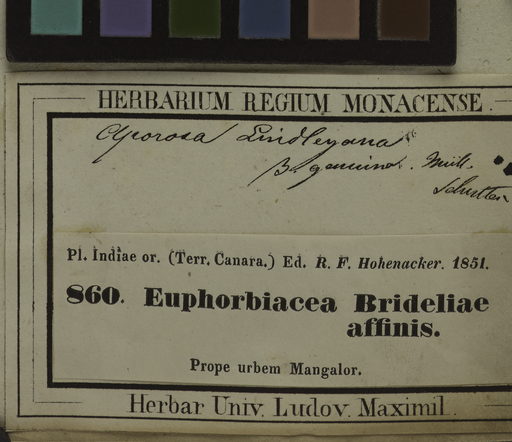 HERBARIUM REGIUM MONACENSE.
Aporosa Lindleyana
B. genuina. Müll.
Pl. Indiae or. (Terr. Canara.) Ed. R. F. Hohenacker. 1851.
860. Euphorbiacea Brideliae
affinis.
Prope urbem Mangalor.
Herbar Univ. Ludov. Maximil.